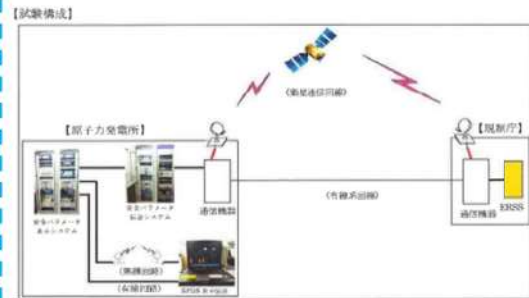 【試験構成】
(衛星通信回線)
【原子力発電所】
【規制庁】
安全パラメータ
表示システム
安全パラメータ
伝送システム
通信機器
(有線系回線)
通信機器
ERSS
(無線回路)
(有線回路)